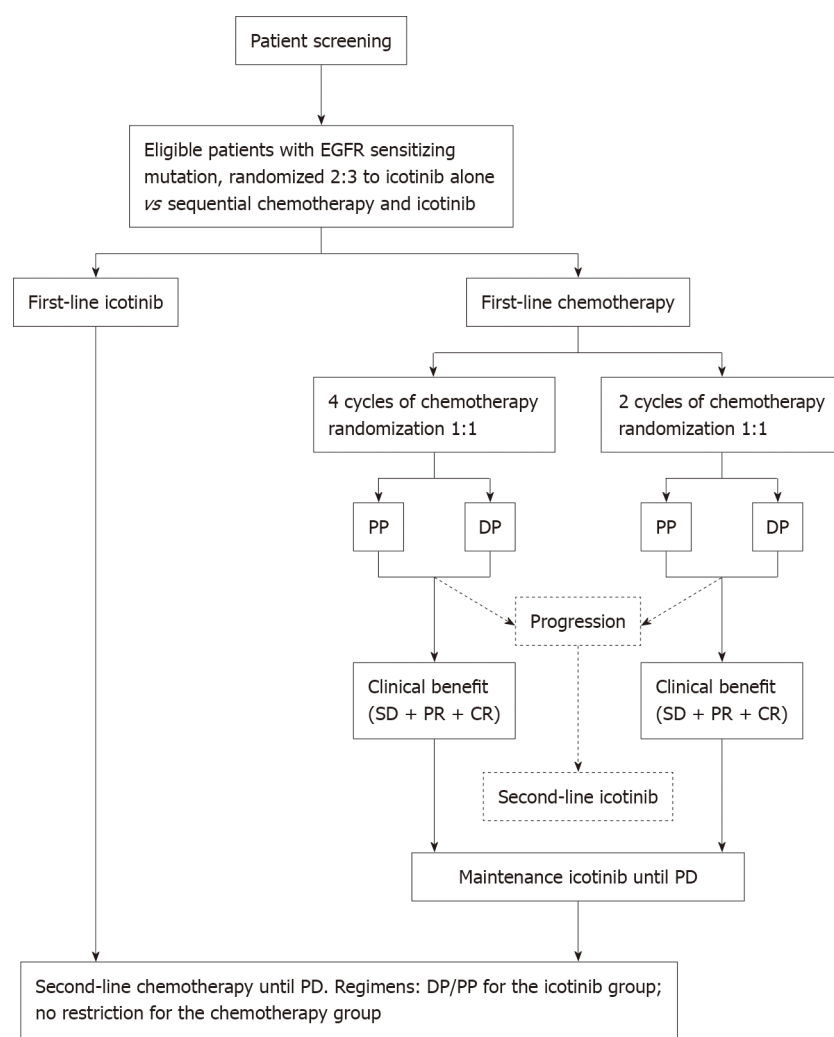 Patient screening
Eligible patients with EGFR sensitizing
mutation, randomized 2:3 to icotinib alone
vs sequential chemotherapy and icotinib
First-line icotinib
First-line chemotherapy
4 cycles of chemotherapy
randomization 1:1
2 cycles of chemotherapy
randomization 1:1
PP
DP
PP
DP
Progression
Clinical benefit
(SD + PR + CR)
Clinical benefit
(SD + PR + CR)
Second-line icotinib
Maintenance icotinib until PD
Second-line chemotherapy until PD. Regimens: DP/PP for the icotinib group;
no restriction for the chemotherapy group